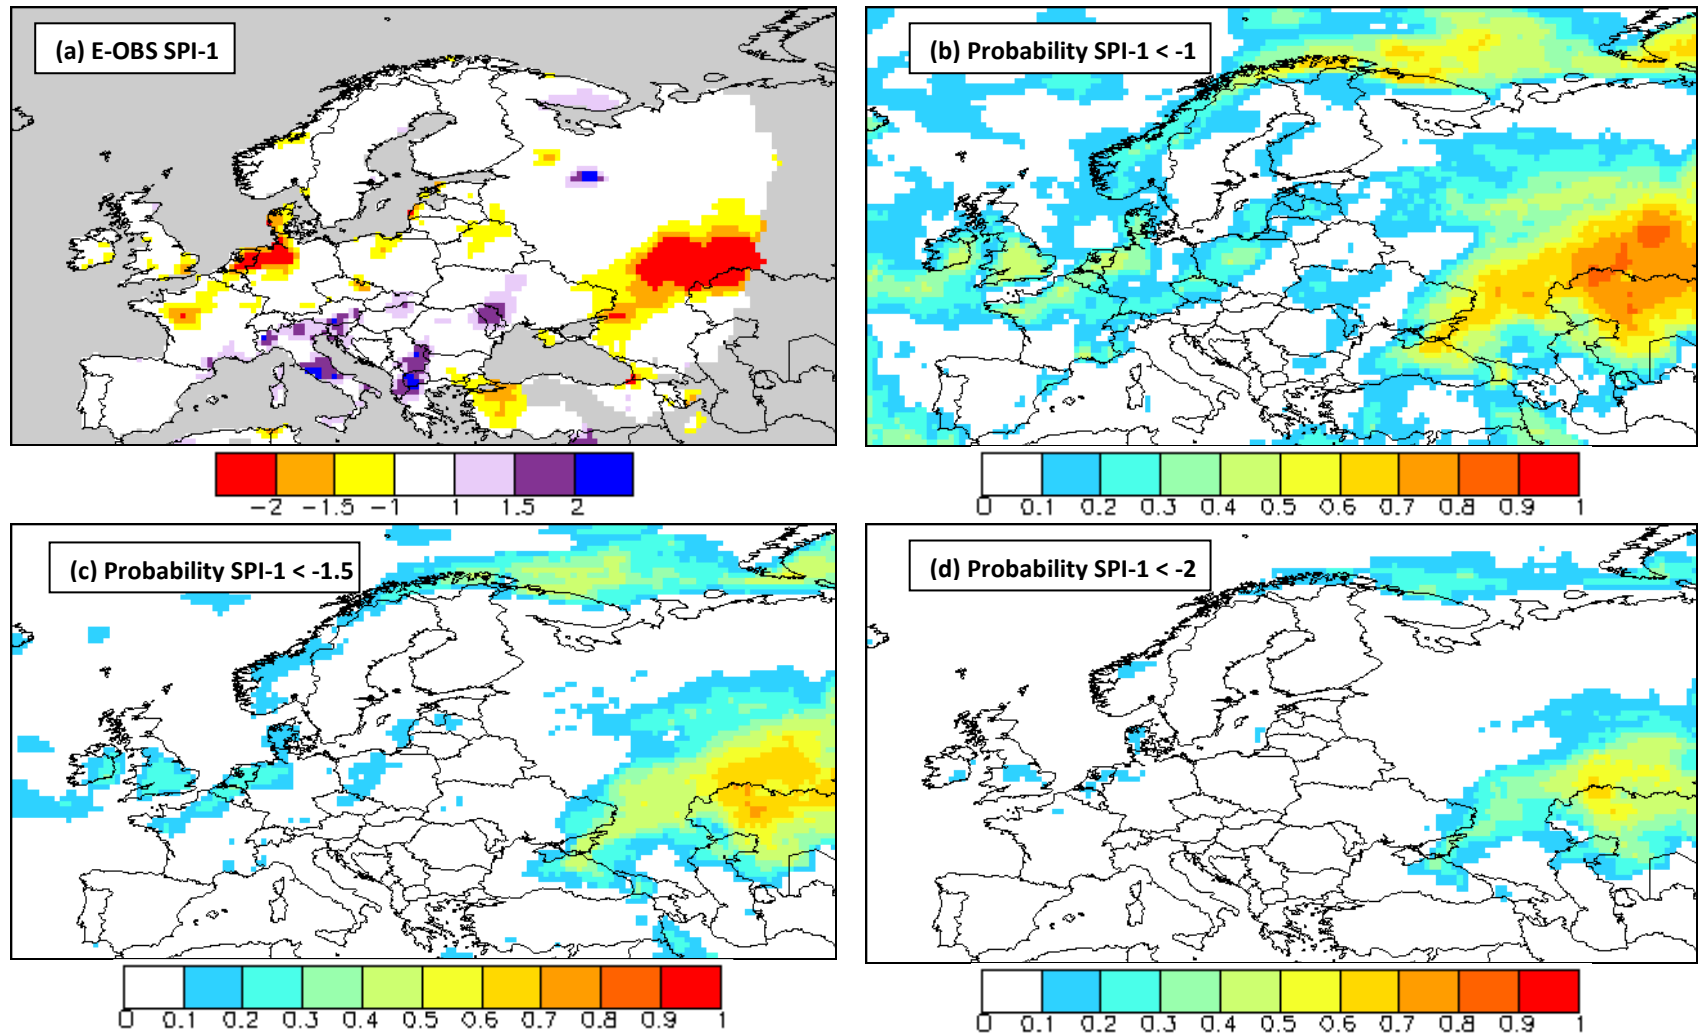 (a) E-OBS SPI-1
(b) Probability SPI-1 < -1
-2 -1.5 -1 1 1.5 2
0 0.1 0.2 0.3 0.4 0.5 0.6 0.7 0.8 0.9 1
(c) Probability SPI-1 < -1.5
(d) Probability SPI-1 < -2
0 0.1 0.2 0.3 0.4 0.5 0.6 0.7 0.8 0.9 1
0 0.1 0.2 0.3 0.4 0.5 0.6 0.7 0.8 0.9 1